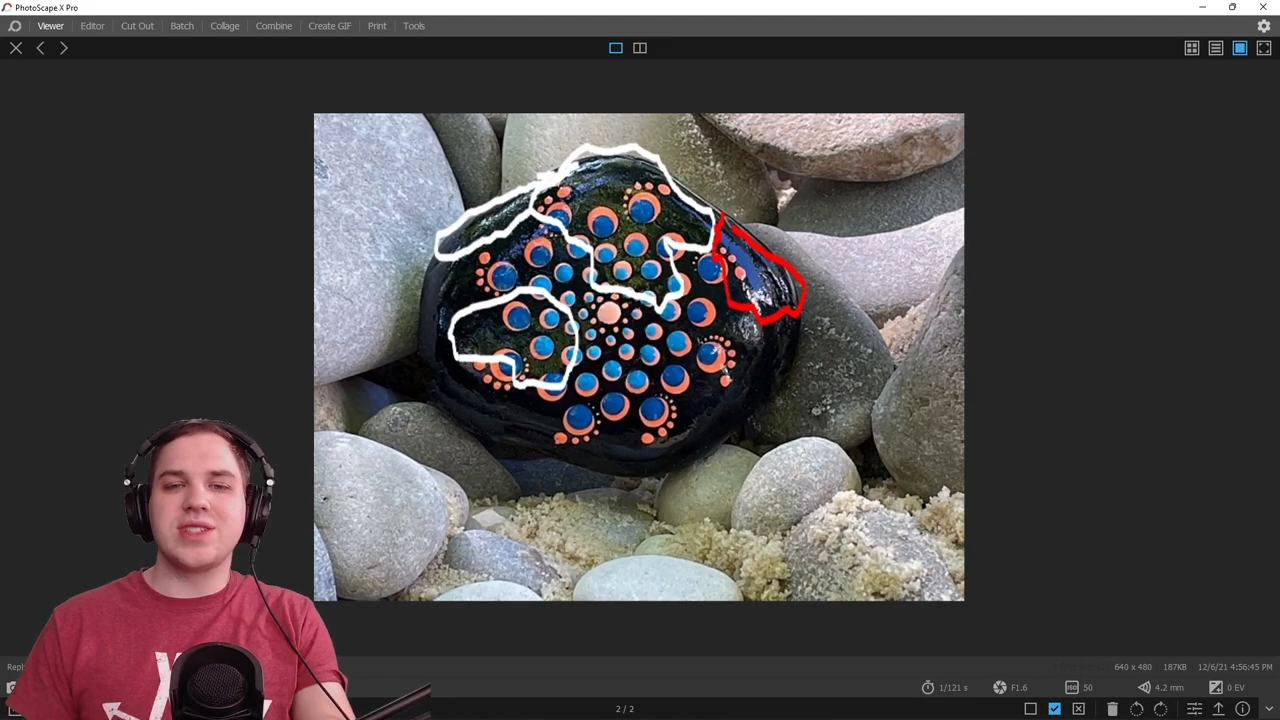 PhotoScape X Pro
Viewer Editor Cut Out Batch Collage Combine Create GIF Print Tools
640 x 480 187KB 12/6/21 4:56:45 PM
1/121 s F1.6 ISO 50 4.2 mm 0 EV
2 / 2